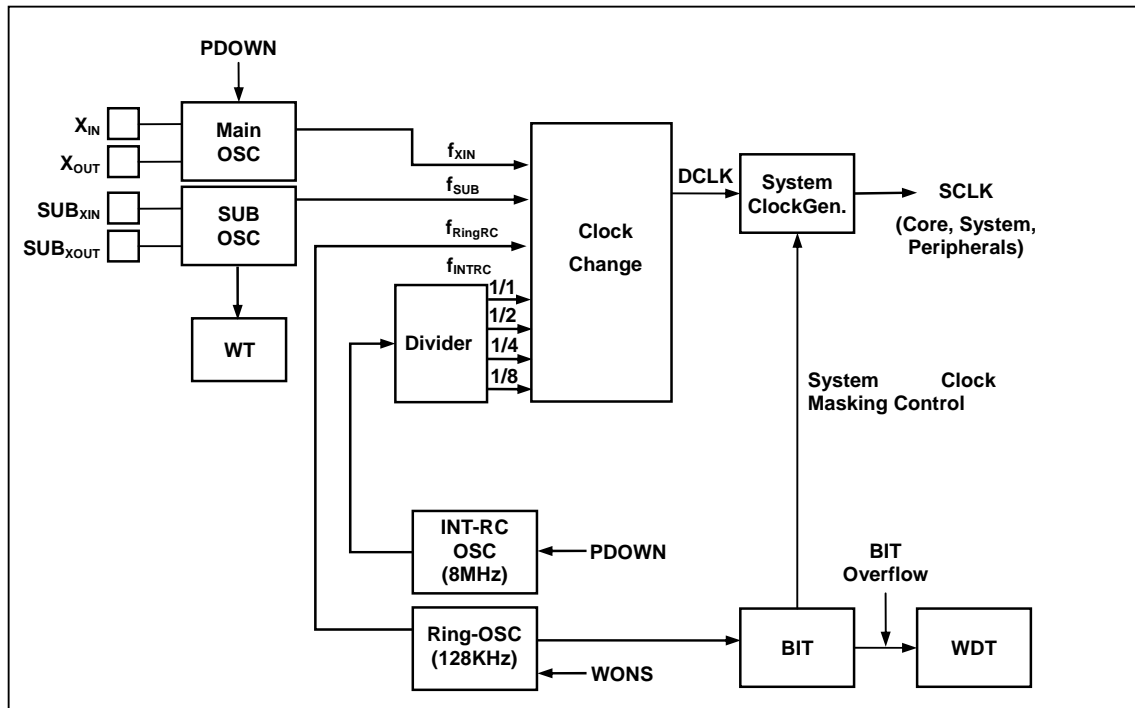 PDOWN
XIN
XOUT
Main
OSC
SUBXIN
SUBXOUT
SUB
OSC
WT
fXIN
fSUB
fRingRC
fINTRC
Divider
1/1
1/2
1/4
1/8
Clock
Change
DCLK
System
ClockGen.
SCLK
(Core, System,
Peripherals)
System Clock
Masking Control
INT-RC
OSC
(8MHz)
PDOWN
Ring-OSC
(128KHz)
WONS
BIT
BIT
Overflow
WDT